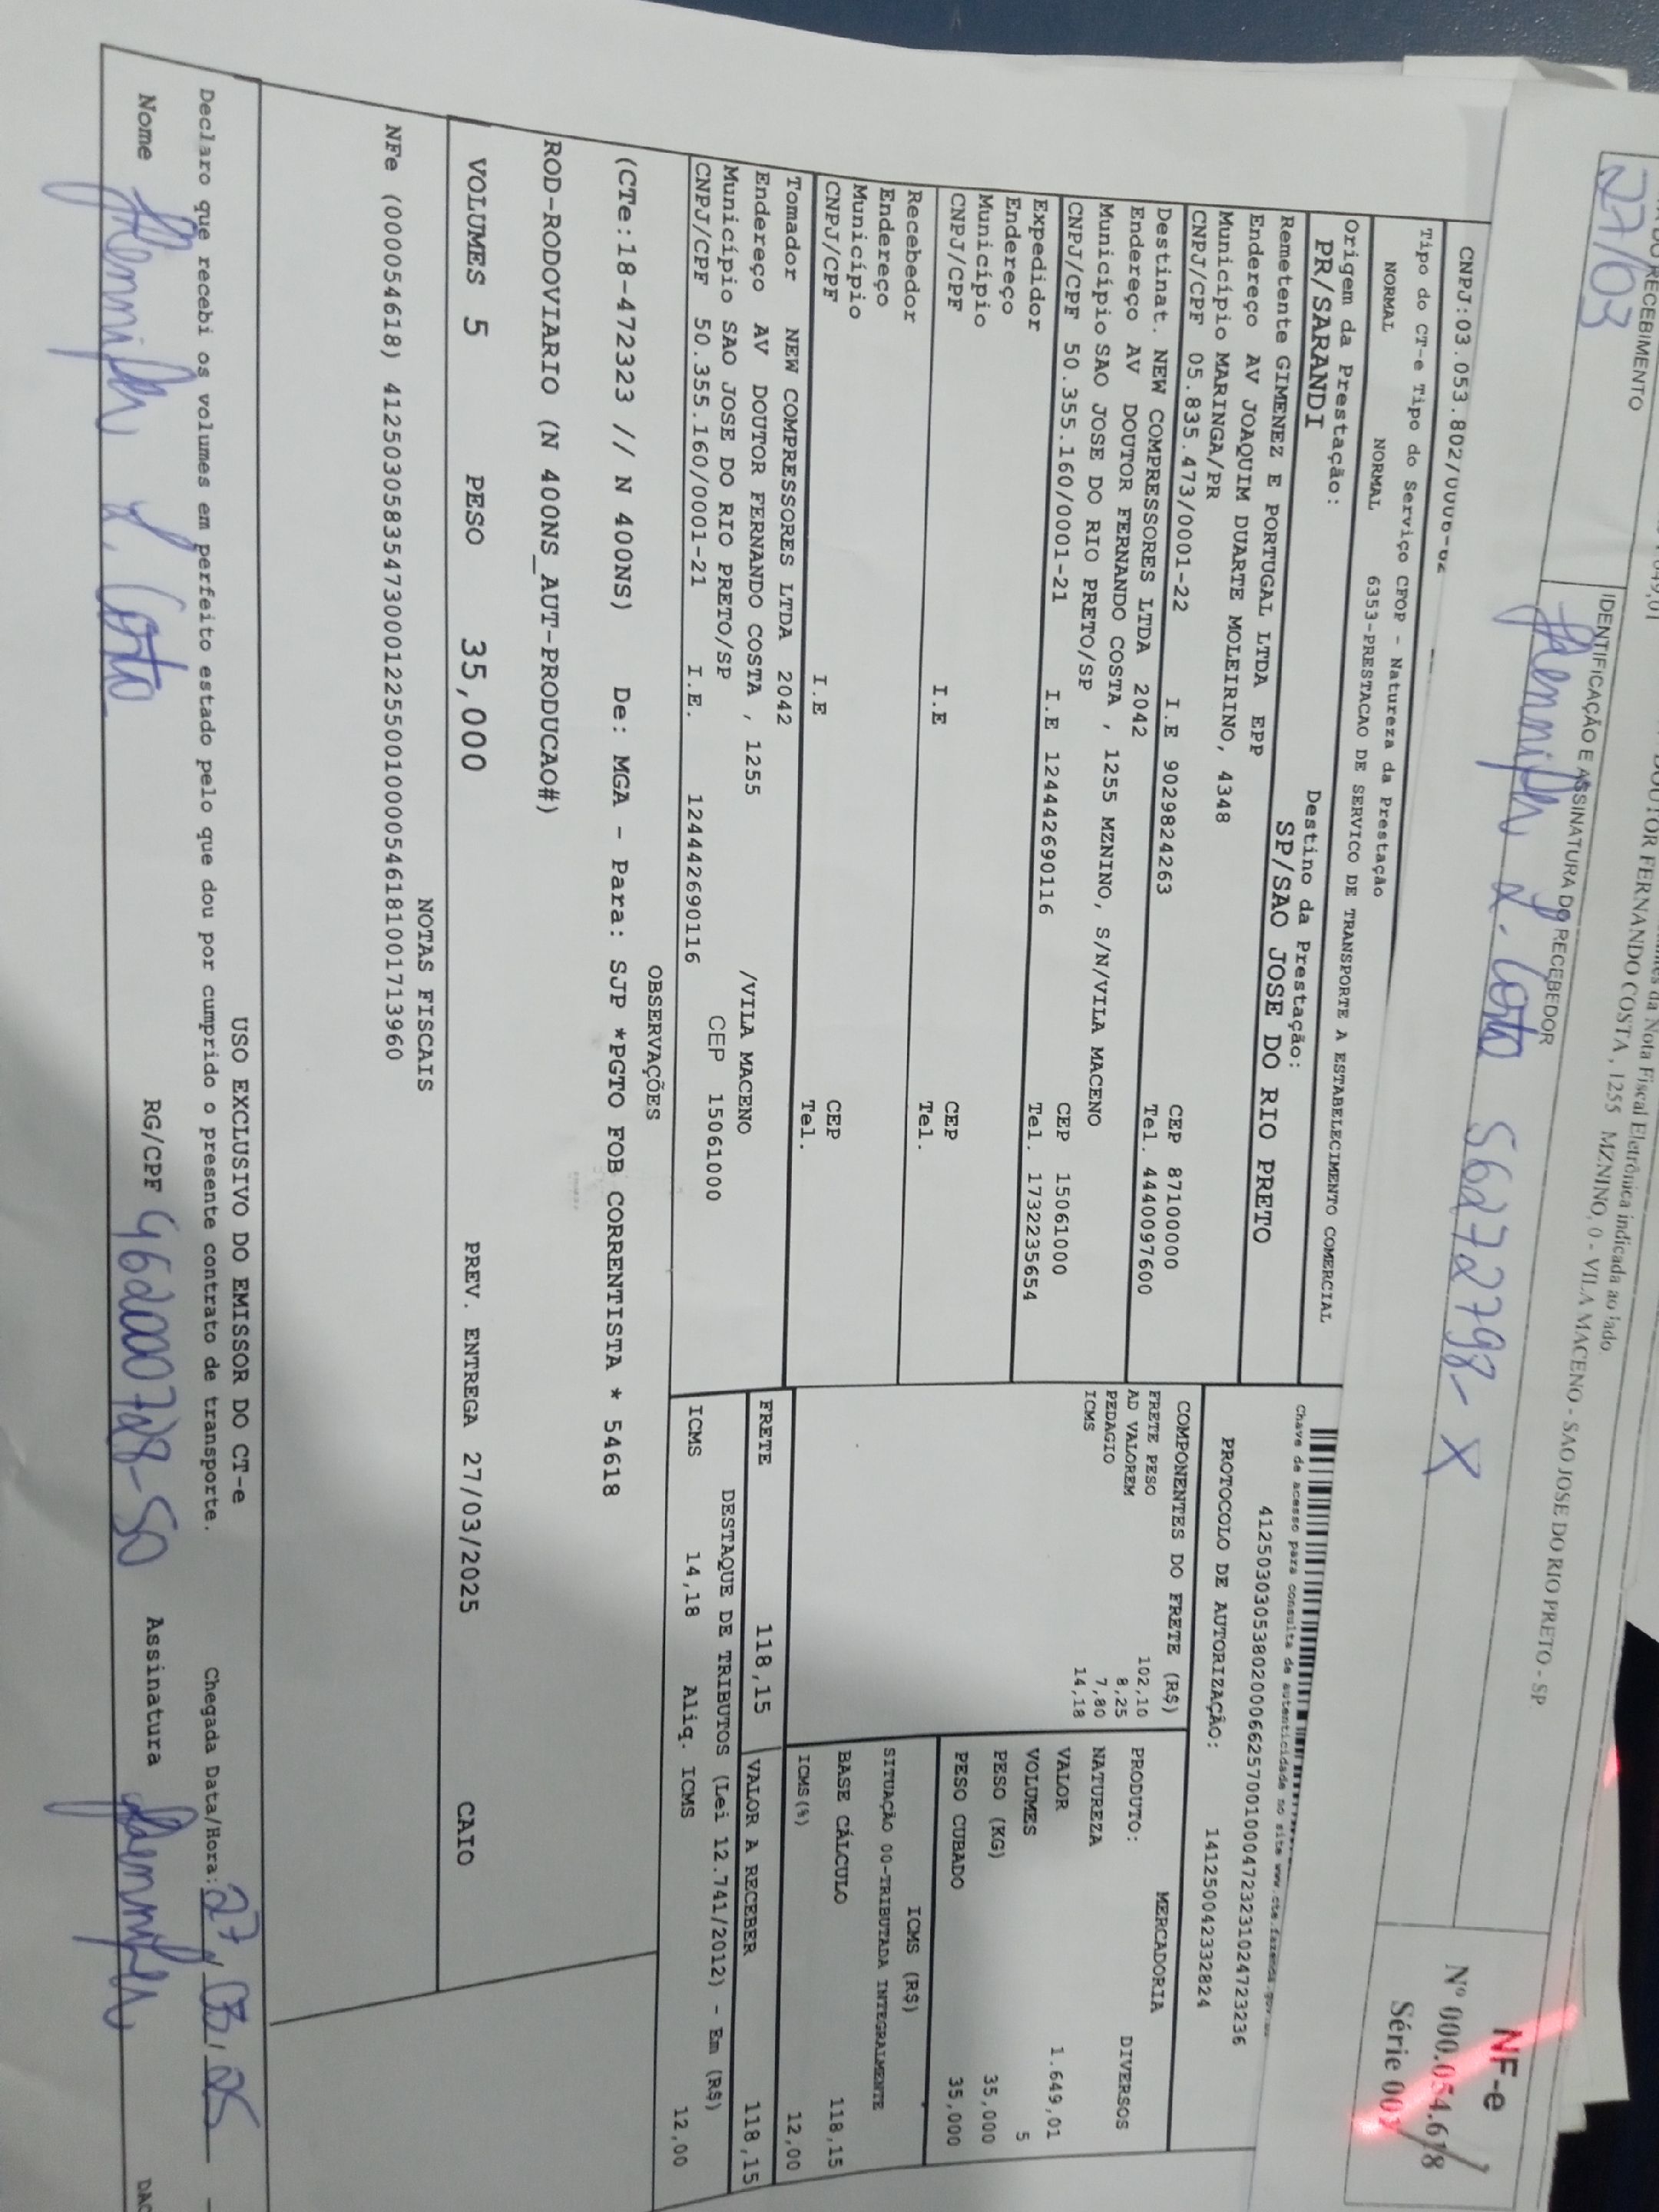 RECEBIMENTO
27/03
IDENTIFICAÇÃO E ASSINATURA DO RECEBEDOR
da Nota Fiscal Eletrônica indicada ao lado.
DOUTOR FERNANDO COSTA , 1255 MZNINO, 0 - VILA MACENO - SAO JOSE DO RIO PRETO - SP
56272798-X
NF-e
Nº 000.054.618
Série 001
CNPJ:03.053.802/0006-62
Tipo do CT-e Tipo do Serviço CFOP - Natureza da Prestação
NORMAL NORMAL 6353-PRESTACAO DE SERVICO DE TRANSPORTE A ESTABELECIMENTO COMERCIAL
Origem da Prestação: Destino da Prestação:
PR/SARANDI SP/SAO JOSE DO RIO PRETO
Remetente GIMENEZ E PORTUGAL LTDA EPP
Endereço AV JOAQUIM DUARTE MOLEIRINO, 4348
Município MARINGA/PR CEP 87100000
CNPJ/CPF 05.835.473/0001-22 I.E 9029824263 Tel. 4440097600
Destinat. NEW COMPRESSORES LTDA 2042
Endereço AV DOUTOR FERNANDO COSTA , 1255 MZNINO, S/N/VILA MACENO
Município SAO JOSE DO RIO PRETO/SP CEP 15061000
CNPJ/CPF 50.355.160/0001-21 I.E 124442690116 Tel. 1732235654
Expedidor
Endereço
Município CEP
CNPJ/CPF I.E Tel.
Recebedor
Endereço
Município CEP
CNPJ/CPF I.E Tel.
Tomador NEW COMPRESSORES LTDA 2042
Endereço AV DOUTOR FERNANDO COSTA , 1255 /VILA MACENO
Município SAO JOSE DO RIO PRETO/SP CEP 15061000
CNPJ/CPF 50.355.160/0001-21 I.E. 124442690116
Chave de acesso para consulta de autenticidade no site www.cte.fazenda.gov.br
41250303053802000662570010004723231024723236
PROTOCOLO DE AUTORIZAÇÃO: 141250042332824
COMPONENTES DO FRETE (R$)
FRETE PESO 102,10
AD VALOREM 8,25
PEDAGIO 7,80
ICMS 14,18
MERCADORIA
PRODUTO: DIVERSOS
NATUREZA
VALOR 1.649,01
VOLUMES 5
PESO (KG) 35,000
PESO CUBADO 35,000
ICMS (R$)
SITUAÇÃO 00-TRIBUTADA INTEGRALMENTE
BASE CÁLCULO 118,15
ICMS(%) 12,00
FRETE 118,15 VALOR A RECEBER 118,15
DESTAQUE DE TRIBUTOS (Lei 12.741/2012) - Em (R$)
ICMS 14,18 Aliq. ICMS 12,00
OBSERVAÇÕES
(CTe:18-472323 // N 400NS) De: MGA - Para: SJP *PGTO FOB CORRENTISTA * 54618
ROD-RODOVIARIO (N 400NS_AUT-PRODUCAO#)
VOLUMES 5 PESO 35,000 PREV. ENTREGA 27/03/2025 CAIO
NOTAS FISCAIS
NFe (000054618) 41250305835473000122550010000546181001713960
USO EXCLUSIVO DO EMISSOR DO CT-e
Declaro que recebi os volumes em perfeito estado pelo que dou por cumprido o presente contrato de transporte. Chegada Data/Hora: 27/03/25
Nome RG/CPF Assinatura